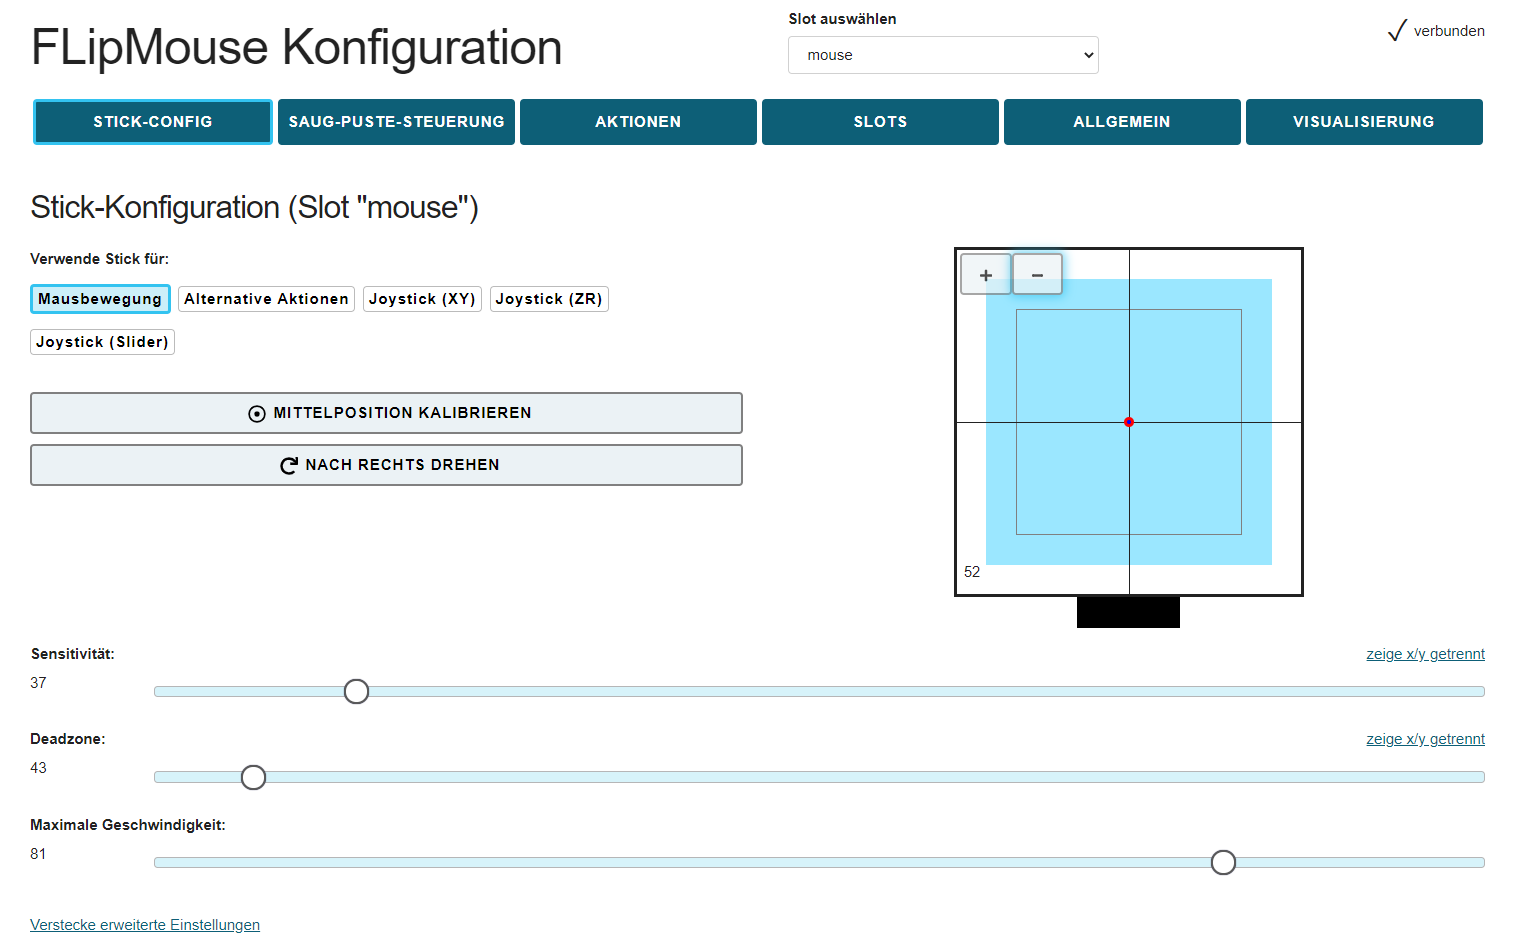 FLipMouse Konfiguration
Slot auswählen
mouse
verbunden
STICK-CONFIG
SAUG-PUSTE-STEUERUNG
AKTIONEN
SLOTS
ALLGEMEIN
VISUALISIERUNG
Stick-Konfiguration (Slot "mouse")
Verwende Stick für:
Mausbewegung
Alternative Aktionen
Joystick (XY)
Joystick (ZR)
Joystick (Slider)
MITTELPOSITION KALIBRIEREN
NACH RECHTS DREHEN
+
−
52
Sensitivität:
zeige x/y getrennt
37
Deadzone:
zeige x/y getrennt
43
Maximale Geschwindigkeit:
81
Verstecke erweiterte Einstellungen